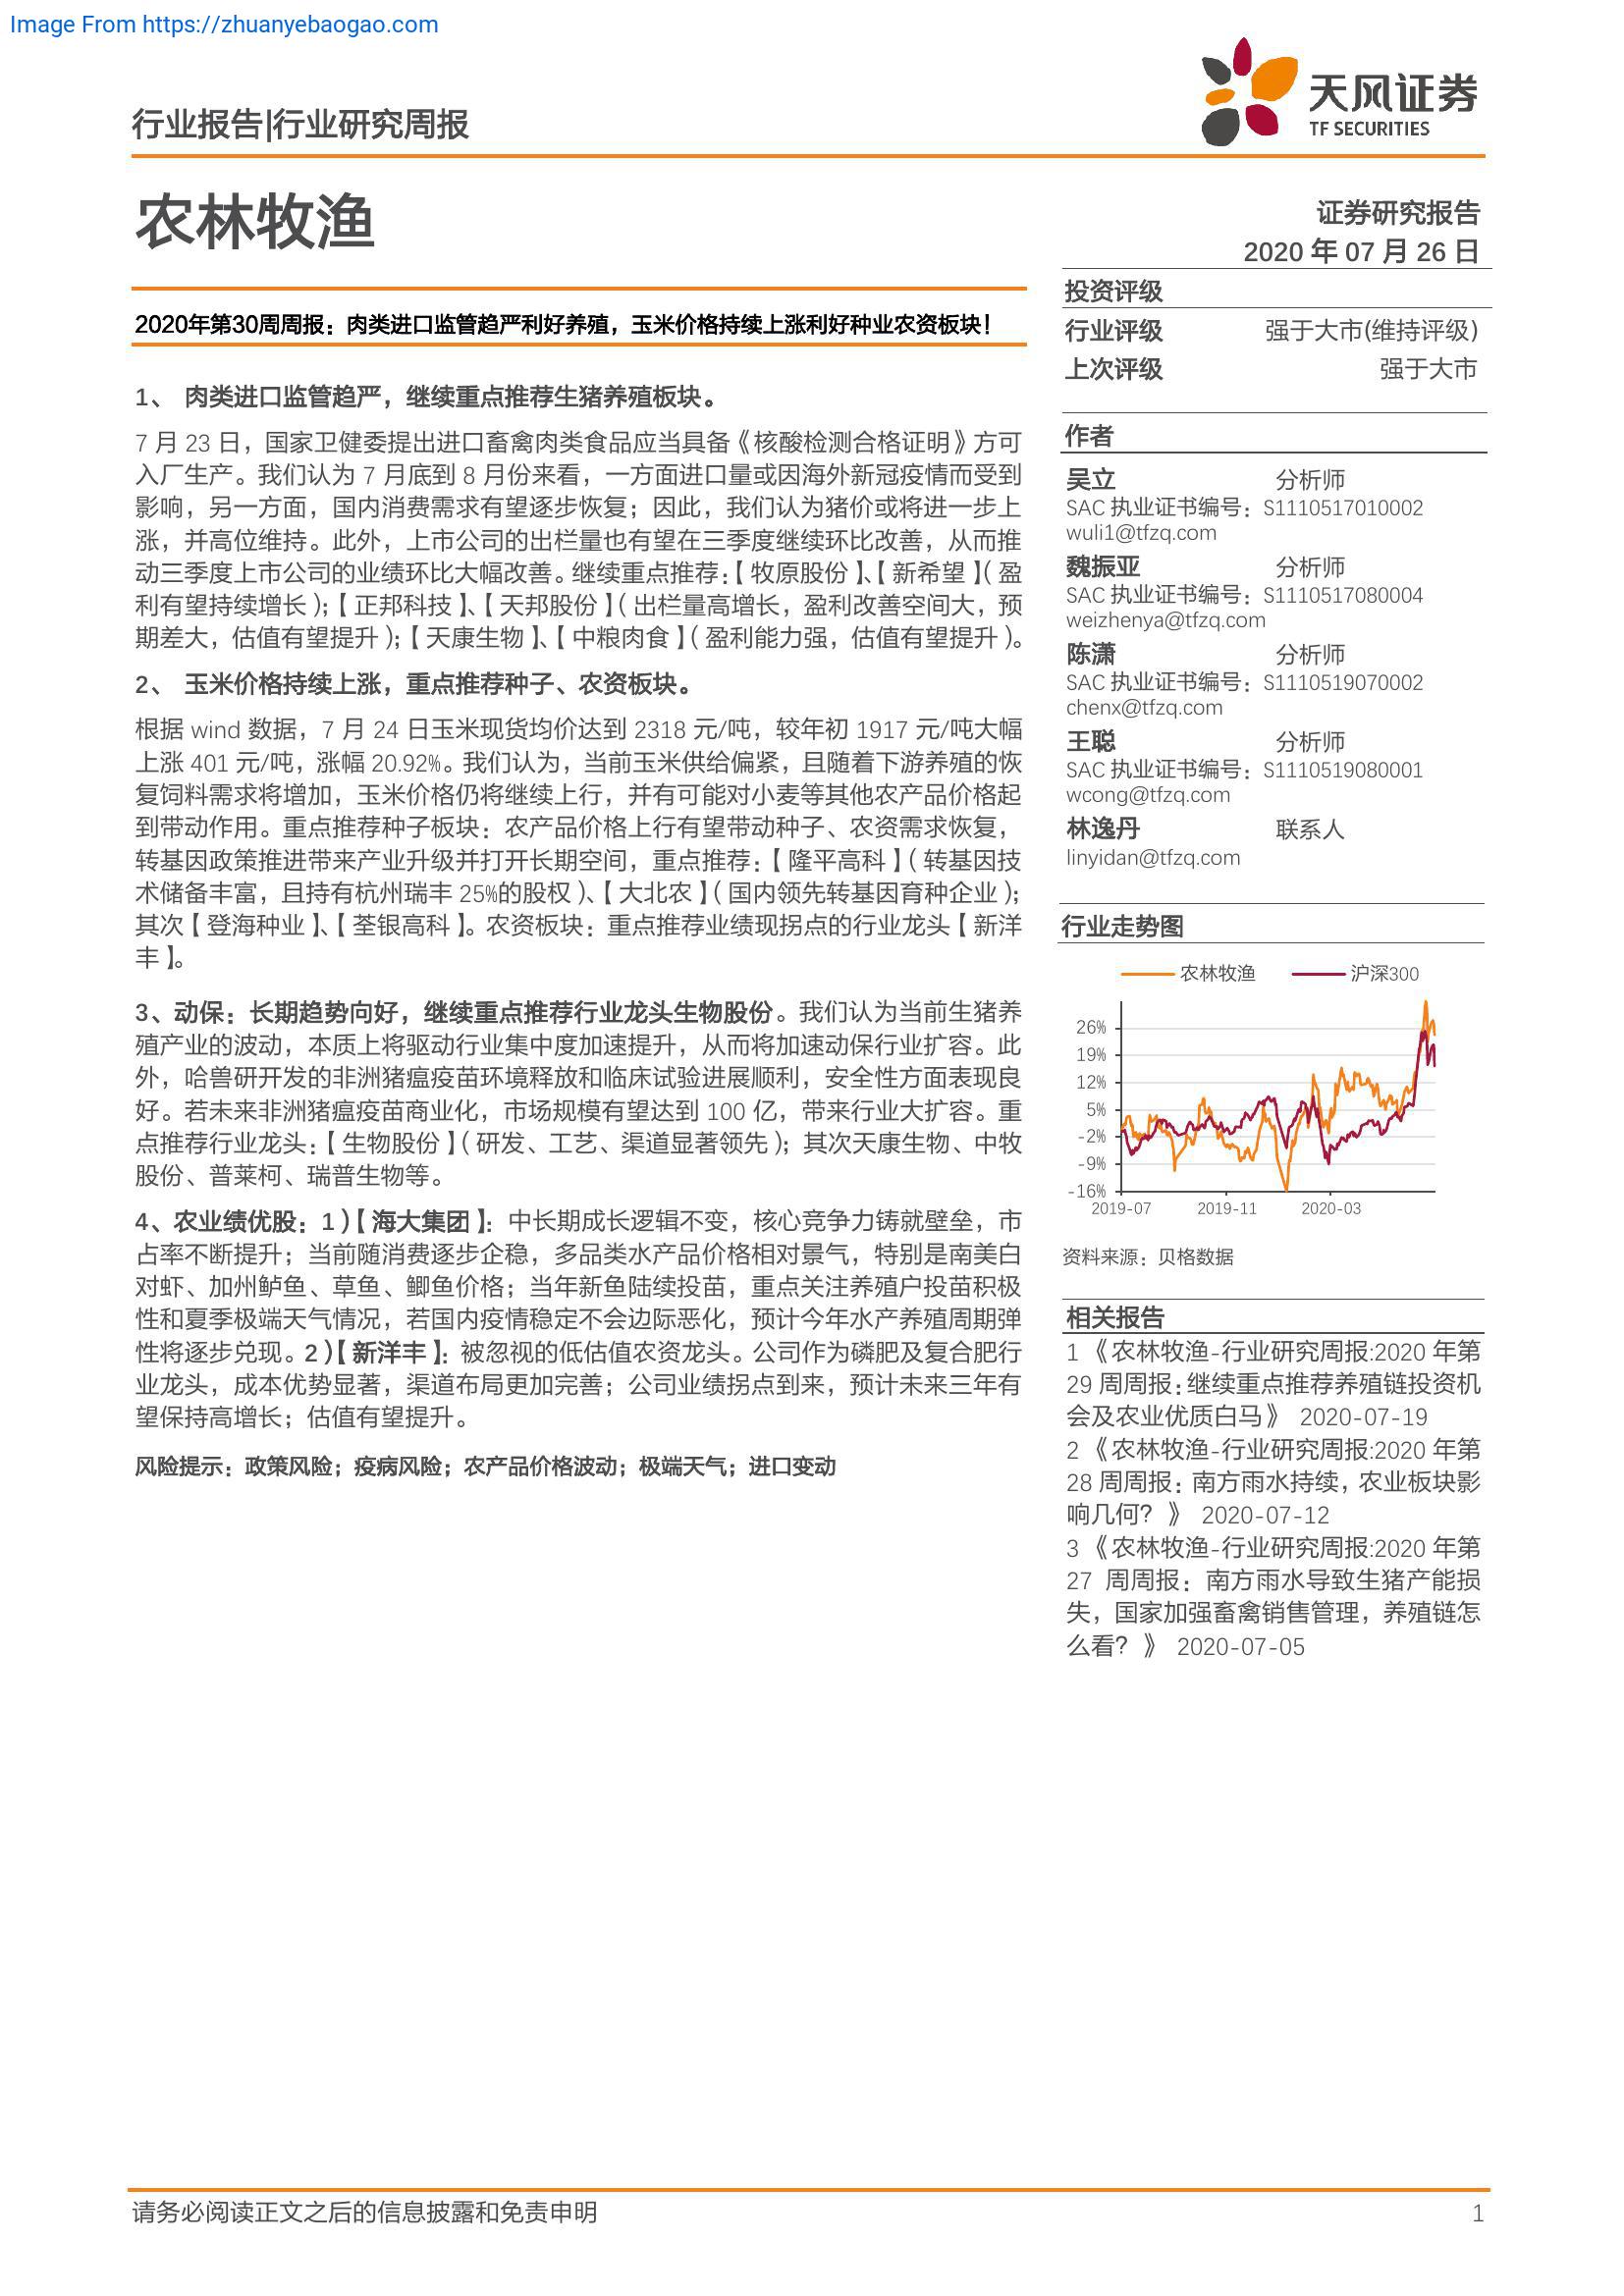 Image From https://zhuanyebaogao.com
天风证券
TF SECURITIES
行业报告|行业研究周报
农林牧渔
证券研究报告
2020 年 07 月 26 日
2020年第30周周报：肉类进口监管趋严利好养殖，玉米价格持续上涨利好种业农资板块！
1、 肉类进口监管趋严，继续重点推荐生猪养殖板块。
7 月 23 日，国家卫健委提出进口畜禽肉类食品应当具备《核酸检测合格证明》方可
入厂生产。我们认为 7 月底到 8 月份来看，一方面进口量或因海外新冠疫情而受到
影响，另一方面，国内消费需求有望逐步恢复；因此，我们认为猪价或将进一步上
涨，并高位维持。此外，上市公司的出栏量也有望在三季度继续环比改善，从而推
动三季度上市公司的业绩环比大幅改善。继续重点推荐：【牧原股份】、【新希望】（盈
利有望持续增长）；【正邦科技】、【天邦股份】（出栏量高增长，盈利改善空间大，预
期差大，估值有望提升）；【天康生物】、【中粮肉食】（盈利能力强，估值有望提升）。
2、 玉米价格持续上涨，重点推荐种子、农资板块。
根据 wind 数据，7 月 24 日玉米现货均价达到 2318 元/吨，较年初 1917 元/吨大幅
上涨 401 元/吨，涨幅 20.92%。我们认为，当前玉米供给偏紧，且随着下游养殖的恢
复饲料需求将增加，玉米价格仍将继续上行，并有可能对小麦等其他农产品价格起
到带动作用。重点推荐种子板块：农产品价格上行有望带动种子、农资需求恢复，
转基因政策推进带来产业升级并打开长期空间，重点推荐：【隆平高科】（转基因技
术储备丰富，且持有杭州瑞丰 25%的股权）、【大北农】（国内领先转基因育种企业）；
其次【登海种业】、【荃银高科】。农资板块：重点推荐业绩现拐点的行业龙头【新洋
丰】。
3、动保：长期趋势向好，继续重点推荐行业龙头生物股份。我们认为当前生猪养
殖产业的波动，本质上将驱动行业集中度加速提升，从而将加速动保行业扩容。此
外，哈兽研开发的非洲猪瘟疫苗环境释放和临床试验进展顺利，安全性方面表现良
好。若未来非洲猪瘟疫苗商业化，市场规模有望达到 100 亿，带来行业大扩容。重
点推荐行业龙头：【生物股份】（研发、工艺、渠道显著领先）；其次天康生物、中牧
股份、普莱柯、瑞普生物等。
4、农业绩优股：1）【海大集团】：中长期成长逻辑不变，核心竞争力铸就壁垒，市
占率不断提升；当前随消费逐步企稳，多品类水产品价格相对景气，特别是南美白
对虾、加州鲈鱼、草鱼、鲫鱼价格；当年新鱼陆续投苗，重点关注养殖户投苗积极
性和夏季极端天气情况，若国内疫情稳定不会边际恶化，预计今年水产养殖周期弹
性将逐步兑现。2）【新洋丰】：被忽视的低估值农资龙头。公司作为磷肥及复合肥行
业龙头，成本优势显著，渠道布局更加完善；公司业绩拐点到来，预计未来三年有
望保持高增长；估值有望提升。
风险提示：政策风险；疫病风险；农产品价格波动；极端天气；进口变动
投资评级
行业评级 强于大市(维持评级)
上次评级 强于大市
作者
吴立 分析师
SAC 执业证书编号：S1110517010002
wuli1@tfzq.com
魏振亚 分析师
SAC 执业证书编号：S1110517080004
weizhenya@tfzq.com
陈潇 分析师
SAC 执业证书编号：S1110519070002
chenx@tfzq.com
王聪 分析师
SAC 执业证书编号：S1110519080001
wcong@tfzq.com
林逸丹 联系人
linyidan@tfzq.com
行业走势图
农林牧渔 沪深300
26%
19%
12%
5%
-2%
-9%
-16%
2019-07 2019-11 2020-03
资料来源：贝格数据
相关报告
1 《农林牧渔-行业研究周报:2020 年第
29 周周报：继续重点推荐养殖链投资机
会及农业优质白马》 2020-07-19
2 《农林牧渔-行业研究周报:2020 年第
28 周周报：南方雨水持续，农业板块影
响几何？》 2020-07-12
3 《农林牧渔-行业研究周报:2020 年第
27 周周报：南方雨水导致生猪产能损
失，国家加强畜禽销售管理，养殖链怎
么看？》 2020-07-05
请务必阅读正文之后的信息披露和免责申明 1